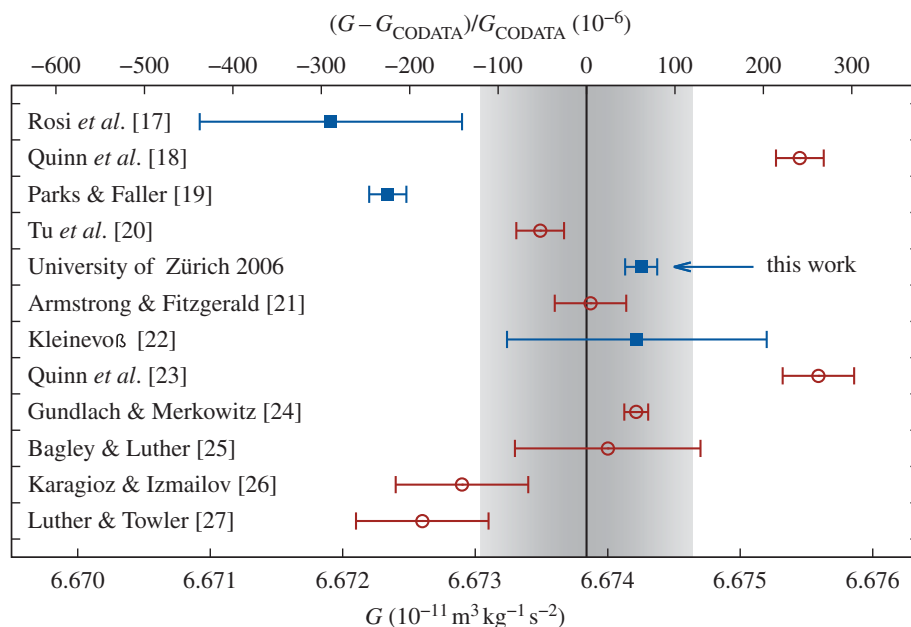 (G – G_CODATA)/G_CODATA (10⁻⁶)
−600 −500 −400 −300 −200 −100 0 100 200 300
Rosi et al. [17]
Quinn et al. [18]
Parks & Faller [19]
Tu et al. [20]
University of Zürich 2006 this work
Armstrong & Fitzgerald [21]
Kleinevoß [22]
Quinn et al. [23]
Gundlach & Merkowitz [24]
Bagley & Luther [25]
Karagioz & Izmailov [26]
Luther & Towler [27]
6.670 6.671 6.672 6.673 6.674 6.675 6.676
G (10⁻¹¹ m³ kg⁻¹ s⁻²)